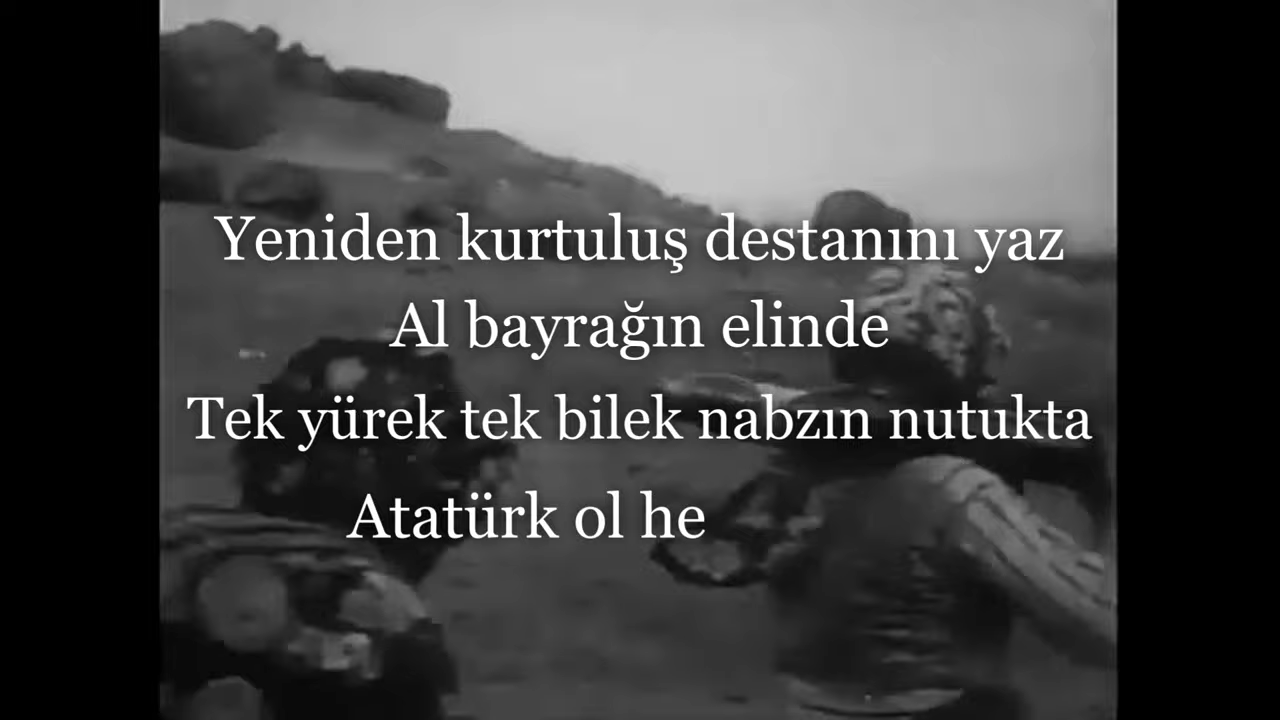 Yeniden kurtuluş destanını yaz
Al bayrağın elinde
Tek yürek tek bilek nabzın nutukta
Atatürk ol he